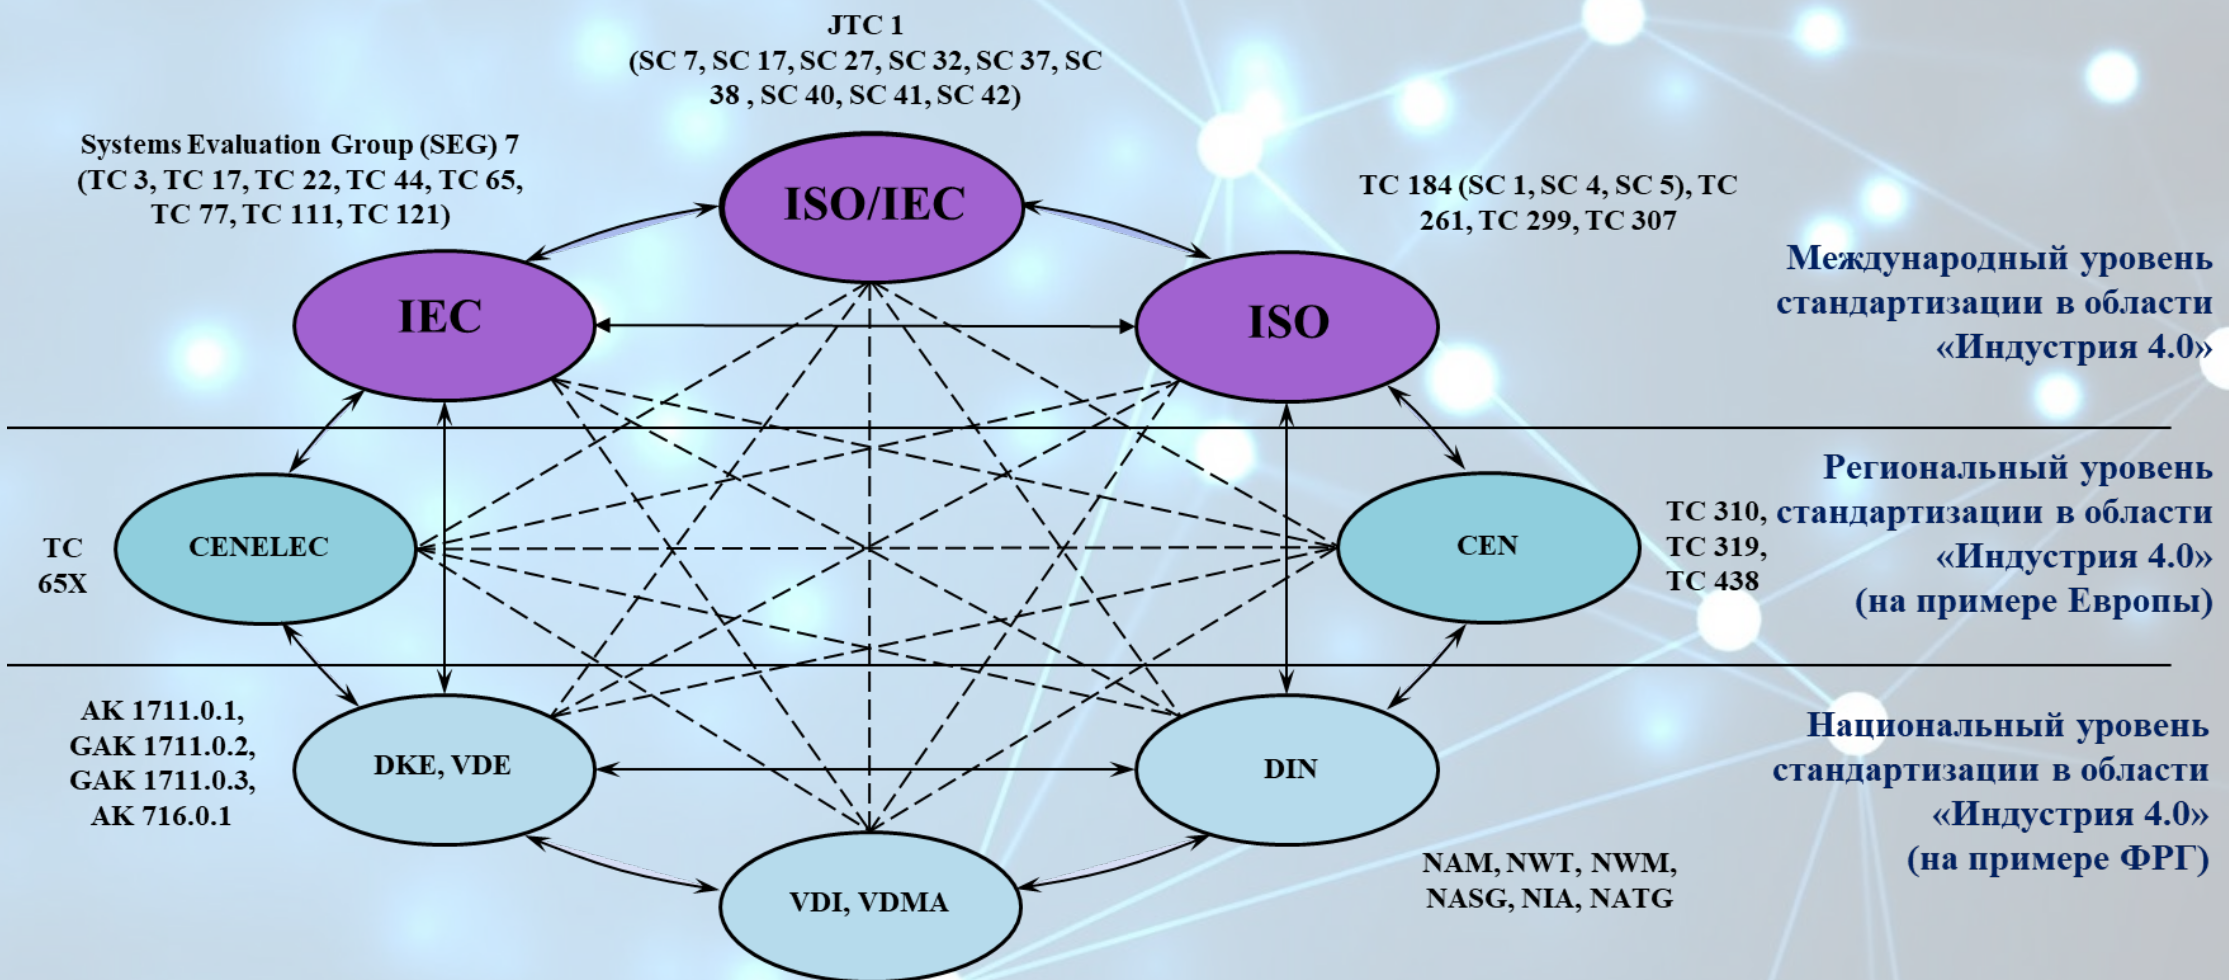 JTC 1
(SC 7, SC 17, SC 27, SC 32, SC 37, SC
38 , SC 40, SC 41, SC 42)
Systems Evaluation Group (SEG) 7
(TC 3, TC 17, TC 22, TC 44, TC 65,
TC 77, TC 111, TC 121)
ISO/IEC
TC 184 (SC 1, SC 4, SC 5), TC
261, TC 299, TC 307
IEC
ISO
Международный уровень
стандартизации в области
«Индустрия 4.0»
TC
65X
CENELEC
CEN
TC 310,
TC 319,
TC 438
Региональный уровень
стандартизации в области
«Индустрия 4.0»
(на примере Европы)
AK 1711.0.1,
GAK 1711.0.2,
GAK 1711.0.3,
AK 716.0.1
DKE, VDE
DIN
VDI, VDMA
NAM, NWT, NWM,
NASG, NIA, NATG
Национальный уровень
стандартизации в области
«Индустрия 4.0»
(на примере ФРГ)